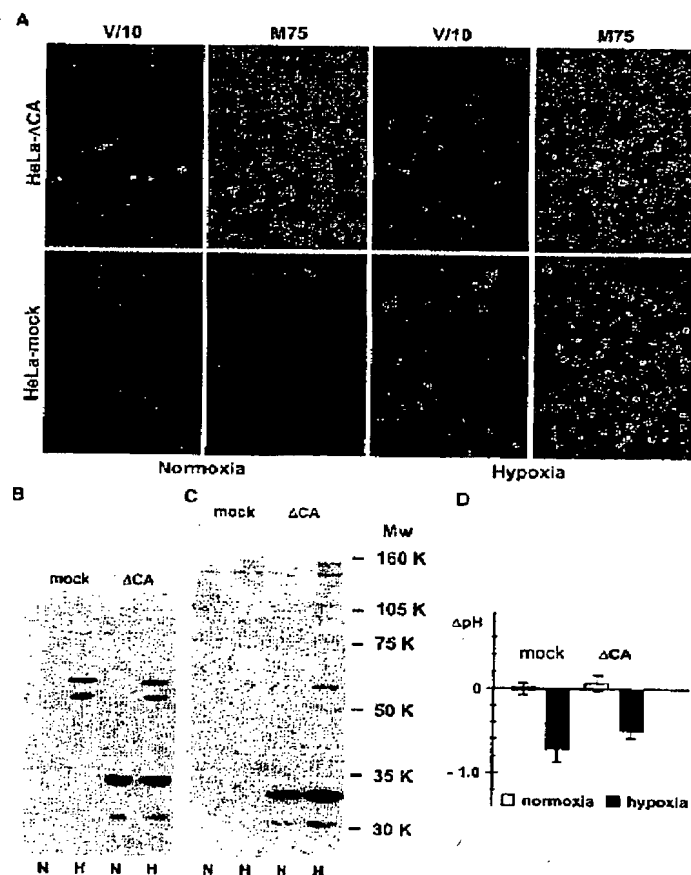 A
V/10 M75 V/10 M75
HeLa-ΔCA
HeLa-mock
Normoxia Hypoxia
B
mock ΔCA
N H N H
C
mock ΔCA
N H N H
Mw
160 K
105 K
75 K
50 K
35 K
30 K
D
ΔpH
mock ΔCA
0
- 1.0
normoxia hypoxia